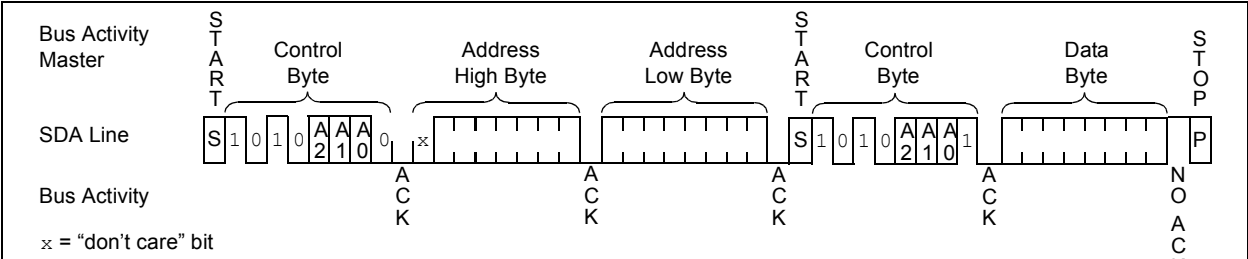 Bus Activity
Master
START
Control
Byte
Address
High Byte
Address
Low Byte
START
Control
Byte
Data
Byte
STOP
SDA Line
S 1 0 1 0 A2 A1 A0 0 x S 1 0 1 0 A2 A1 A0 1 P
Bus Activity
ACK
ACK
ACK
ACK
NO AC
x = “don’t care” bit